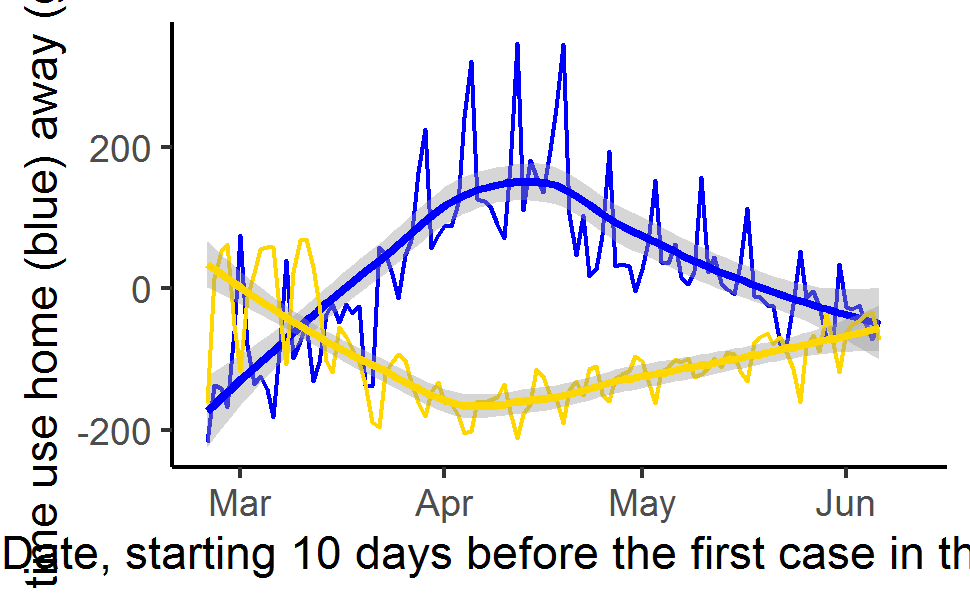 time use home (blue) away (
200
0
-200
Mar Apr May Jun
Date, starting 10 days before the first case in th